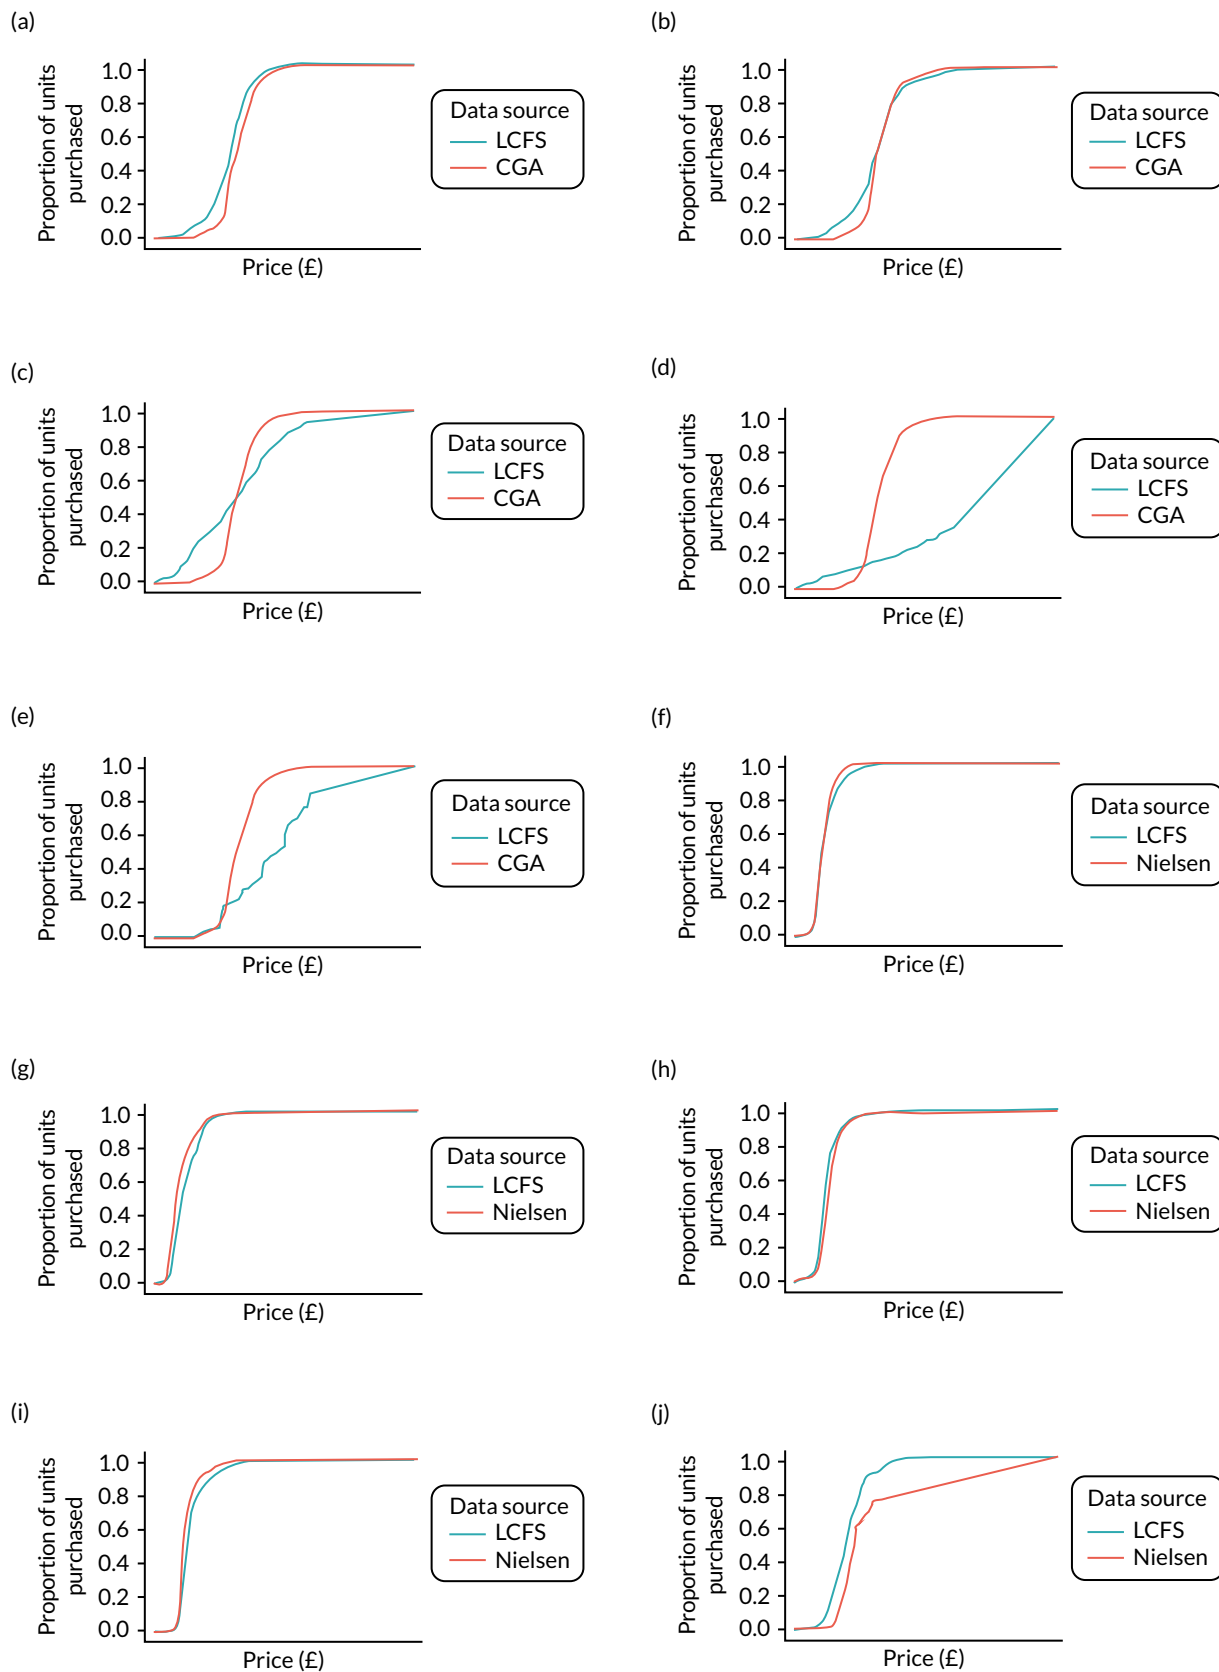 (a)
Proportion of units
purchased
1.0
0.8
0.6
0.4
0.2
0.0
Price (£)
Data source
LCFS
CGA
(b)
Proportion of units
purchased
1.0
0.8
0.6
0.4
0.2
0.0
Price (£)
Data source
LCFS
CGA
(c)
Proportion of units
purchased
1.0
0.8
0.6
0.4
0.2
0.0
Price (£)
Data source
LCFS
CGA
(d)
Proportion of units
purchased
1.0
0.8
0.6
0.4
0.2
0.0
Price (£)
Data source
LCFS
CGA
(e)
Proportion of units
purchased
1.0
0.8
0.6
0.4
0.2
0.0
Price (£)
Data source
LCFS
CGA
(f)
Proportion of units
purchased
1.0
0.8
0.6
0.4
0.2
0.0
Price (£)
Data source
LCFS
Nielsen
(g)
Proportion of units
purchased
1.0
0.8
0.6
0.4
0.2
0.0
Price (£)
Data source
LCFS
Nielsen
(h)
Proportion of units
purchased
1.0
0.8
0.6
0.4
0.2
0.0
Price (£)
Data source
LCFS
Nielsen
(i)
Proportion of units
purchased
1.0
0.8
0.6
0.4
0.2
0.0
Price (£)
Data source
LCFS
Nielsen
(j)
Proportion of units
purchased
1.0
0.8
0.6
0.4
0.2
0.0
Price (£)
Data source
LCFS
Nielsen